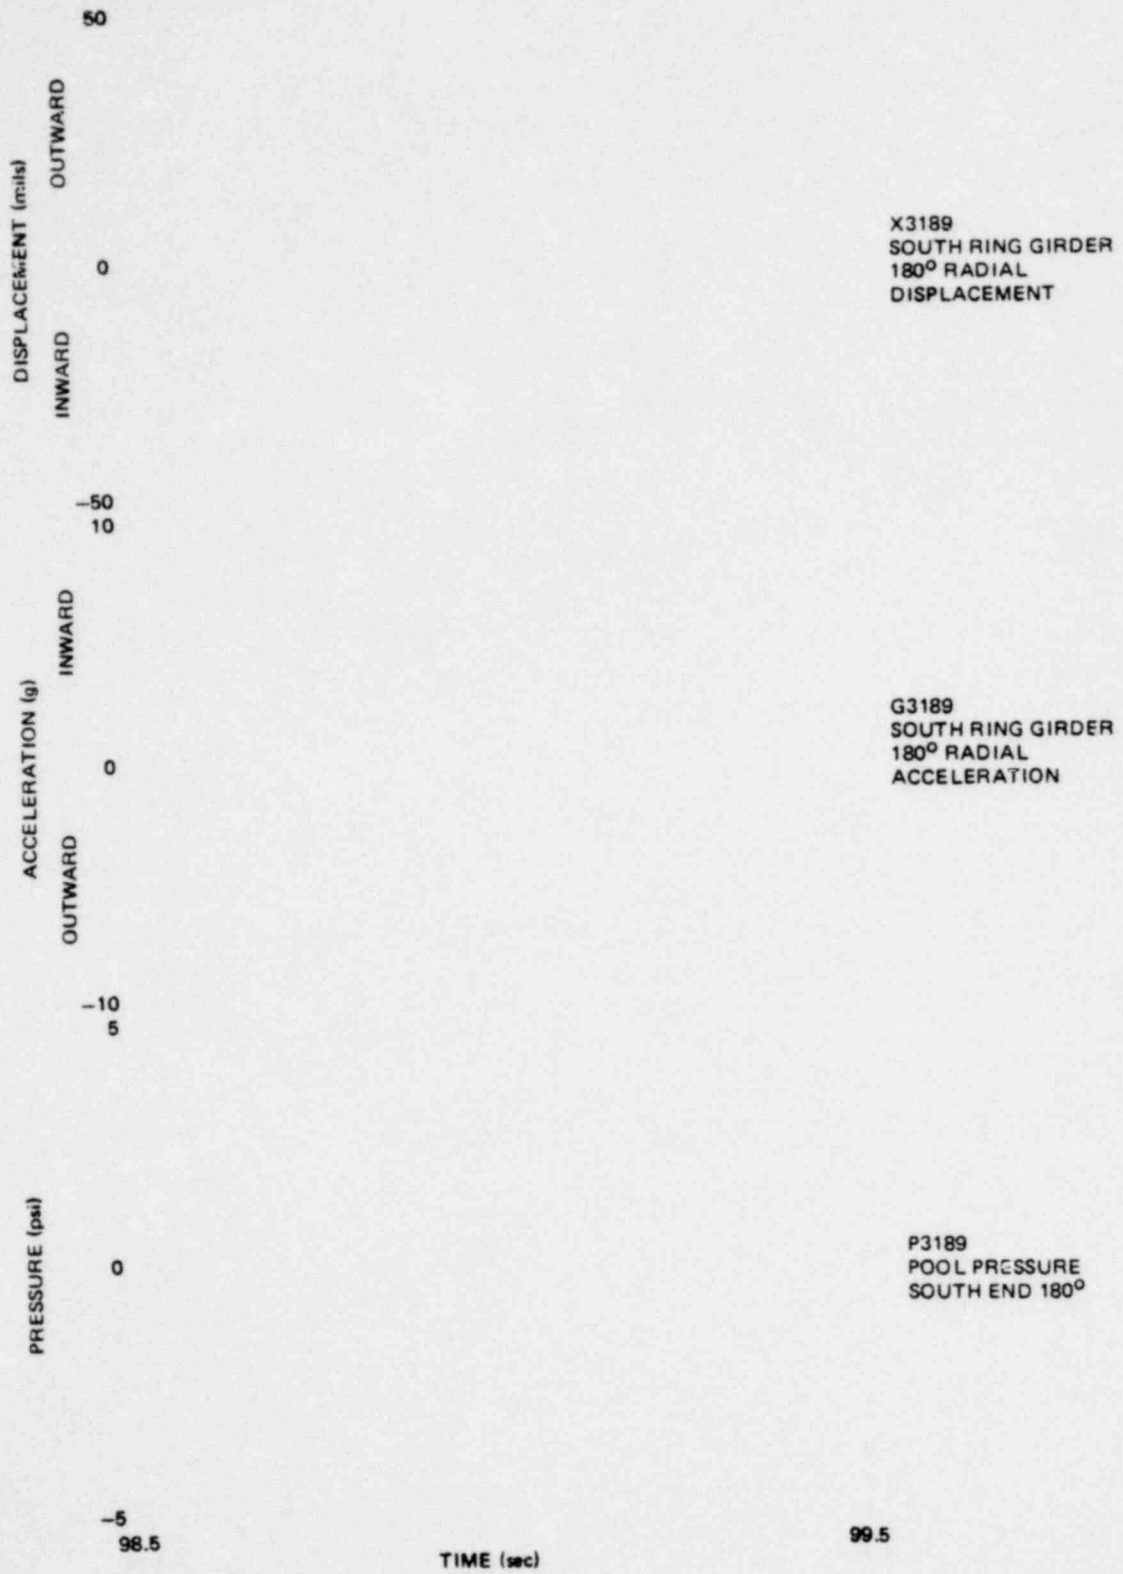 50
OUTWARD
DISPLACEMENT (mils)
0
INWARD
X3189
SOUTH RING GIRDER
180° RADIAL
DISPLACEMENT
−50
10
INWARD
ACCELERATION (g)
0
OUTWARD
G3189
SOUTH RING GIRDER
180° RADIAL
ACCELERATION
−10
5
PRESSURE (psi)
0
P3189
POOL PRESSURE
SOUTH END 180°
−5
98.5
99.5
TIME (sec)